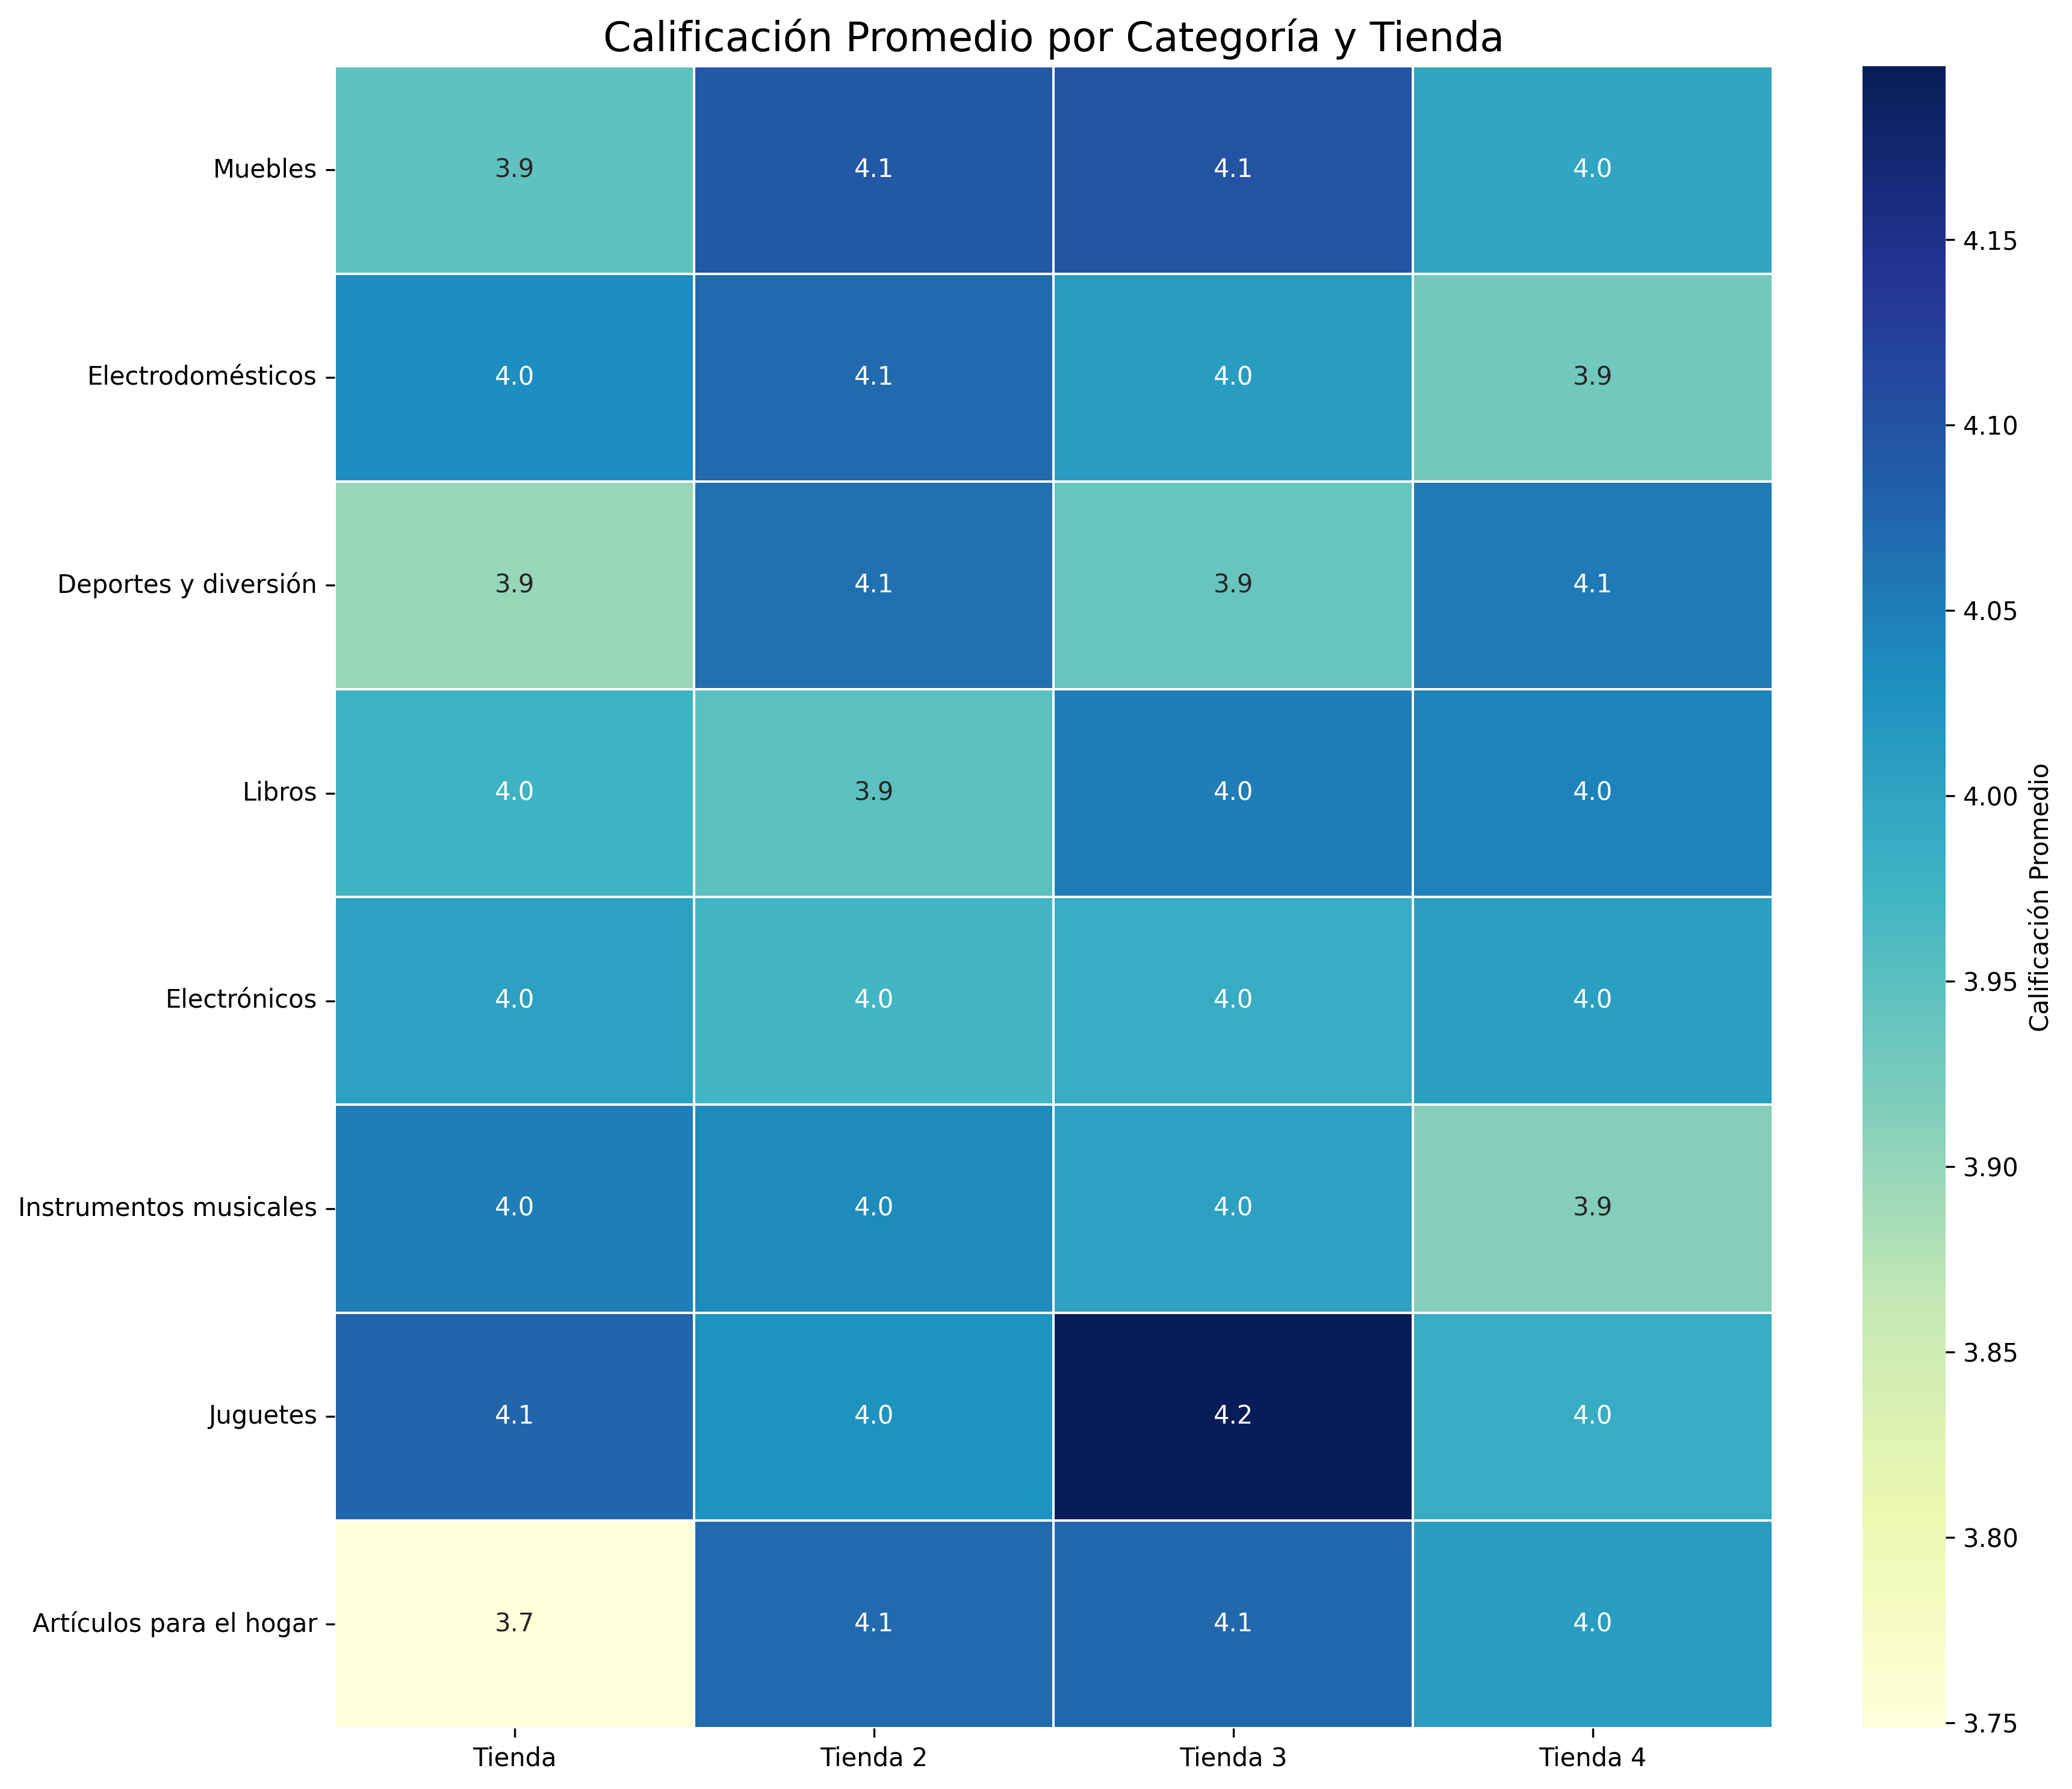 Calificación Promedio por Categoría y Tienda
Muebles 3.9 4.1 4.1 4.0
Electrodomésticos 4.0 4.1 4.0 3.9
Deportes y diversión 3.9 4.1 3.9 4.1
Libros 4.0 3.9 4.0 4.0
Electrónicos 4.0 4.0 4.0 4.0
Instrumentos musicales 4.0 4.0 4.0 3.9
Juguetes 4.1 4.0 4.2 4.0
Artículos para el hogar 3.7 4.1 4.1 4.0
Tienda Tienda 2 Tienda 3 Tienda 4
4.15
4.10
4.05
4.00
3.95
3.90
3.85
3.80
3.75
Calificación Promedio